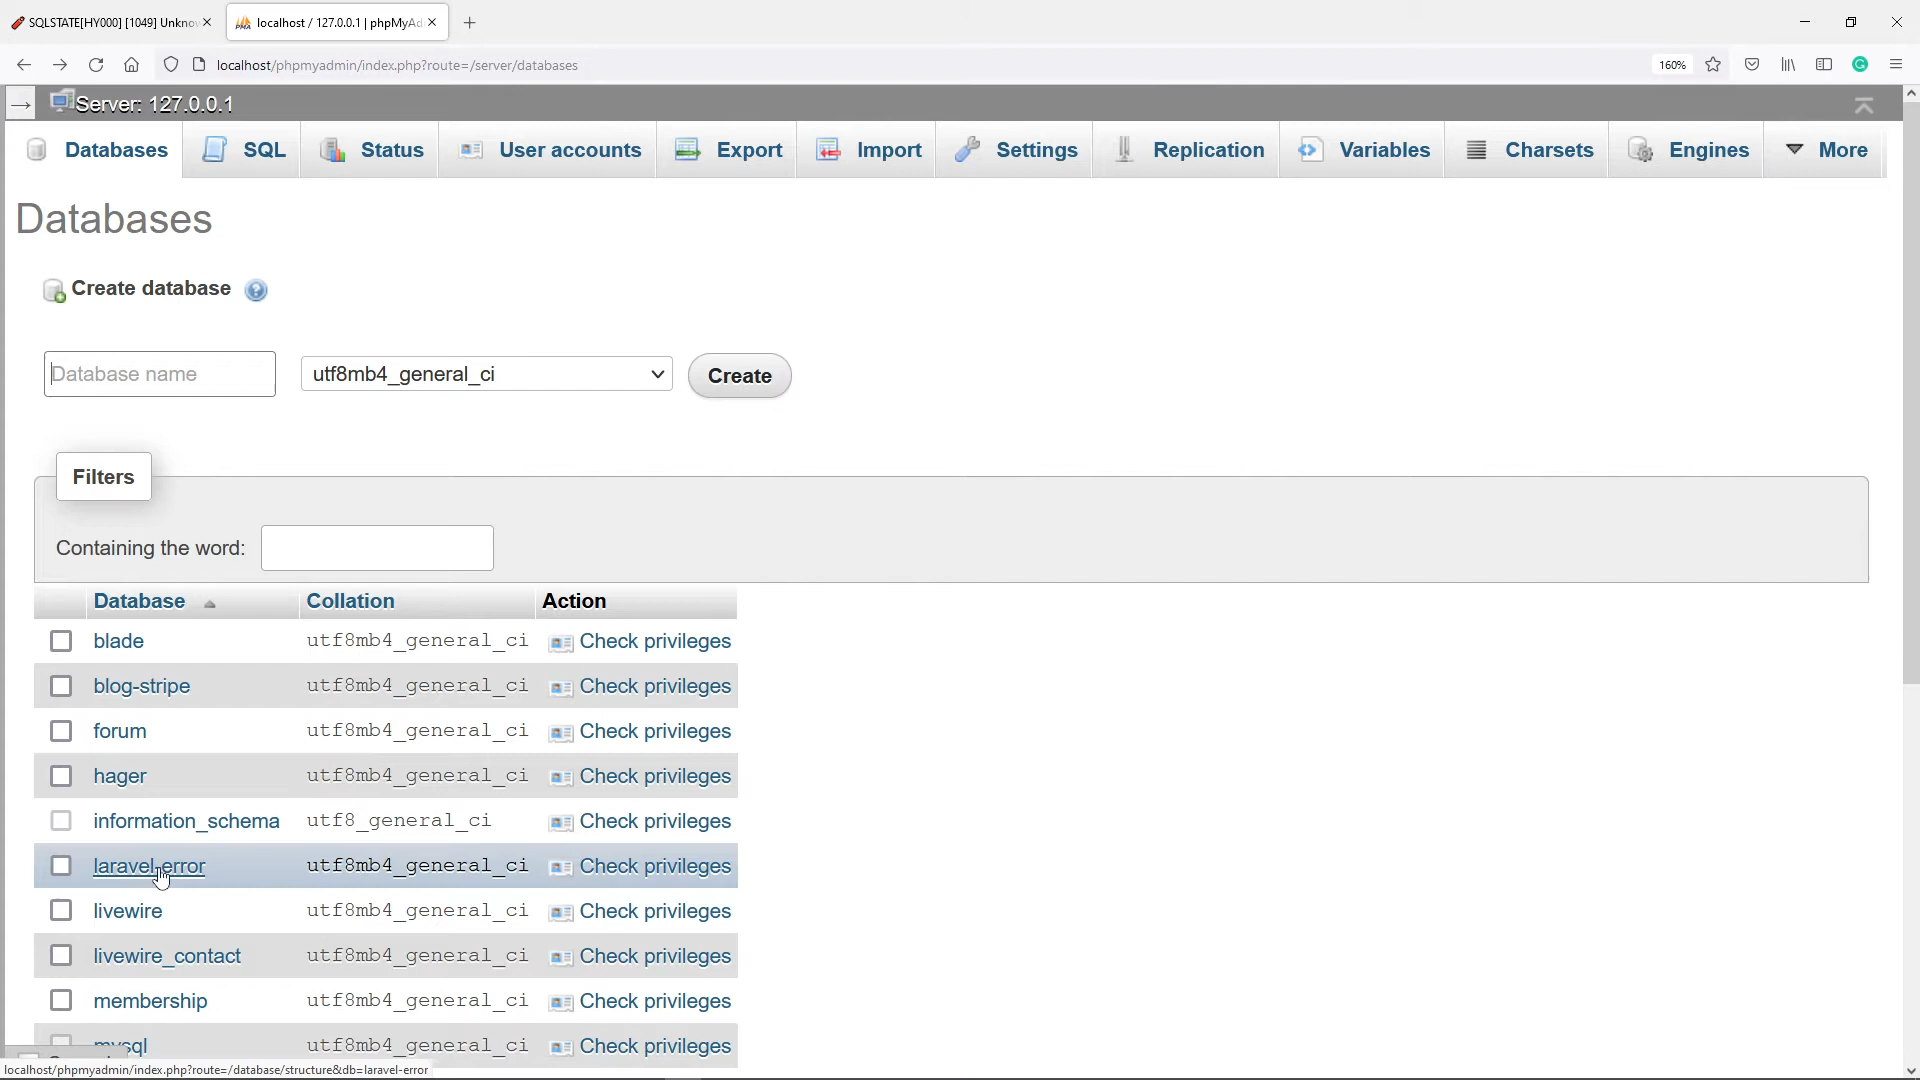 SQLSTATE[HY000] [1049] Unknow
localhost / 127.0.0.1 | phpMyAd
localhost/phpmyadmin/index.php?route=/server/databases
160%
Server: 127.0.0.1
Databases
SQL
Status
User accounts
Export
Import
Settings
Replication
Variables
Charsets
Engines
More
Databases
Create database
Database name
utf8mb4_general_ci
Create
Filters
Containing the word:
Database
Collation
Action
blade utf8mb4_general_ci Check privileges
blog-stripe utf8mb4_general_ci Check privileges
forum utf8mb4_general_ci Check privileges
hager utf8mb4_general_ci Check privileges
information_schema utf8_general_ci Check privileges
laravel-error utf8mb4_general_ci Check privileges
livewire utf8mb4_general_ci Check privileges
livewire_contact utf8mb4_general_ci Check privileges
membership utf8mb4_general_ci Check privileges
mysql utf8mb4_general_ci Check privileges
localhost/phpmyadmin/index.php?route=/database/structure&db=laravel-error